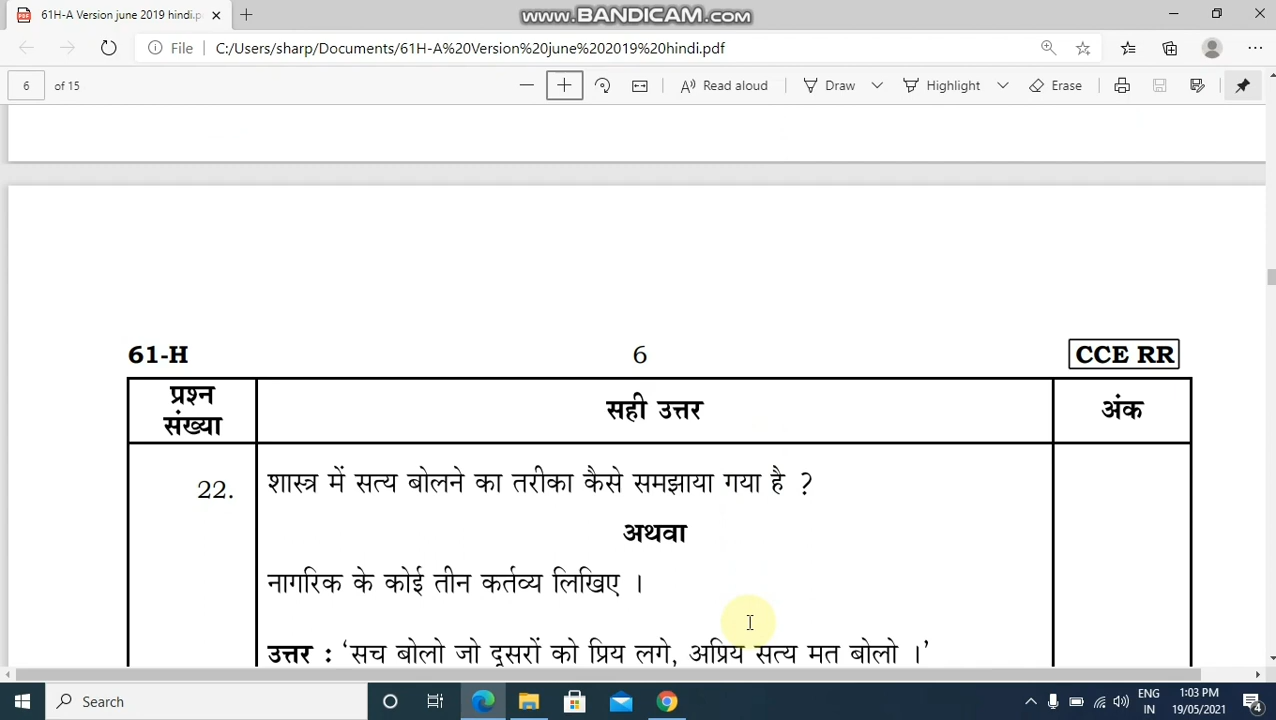 www.BANDICAM.com
61H-A Version june 2019 hindi.p
File C:/Users/sharp/Documents/61H-A%20Version%20june%202019%20hindi.pdf
6 of 15 Read aloud Draw Highlight Erase
61-H 6 CCE RR
प्रश्न संख्या सही उत्तर अंक
22. शास्त्र में सत्य बोलने का तरीका कैसे समझाया गया है ?
अथवा
नागरिक के कोई तीन कर्तव्य लिखिए ।
उत्तर : ‘सच बोलो जो दूसरों को प्रिय लगे, अप्रिय सत्य मत बोलो ।’
Search ENG IN 1:03 PM 19/05/2021 4